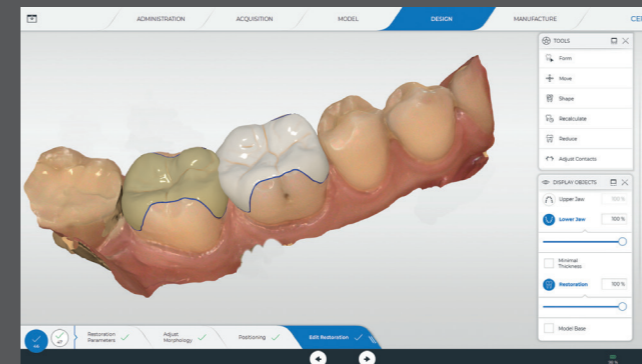 ADMINISTRATION
ACQUISITION
MODEL
DESIGN
MANUFACTURE
CE
TOOLS
Form
Move
Shape
Recalculate
Reduce
Adjust Contacts
DISPLAY OBJECTS
Upper Jaw 100 %
Lower Jaw 100 %
Minimal
Thickness
Restoration 100 %
Model Base
Restoration
Parameters
Adjust
Morphology
Positioning
Edit Restoration